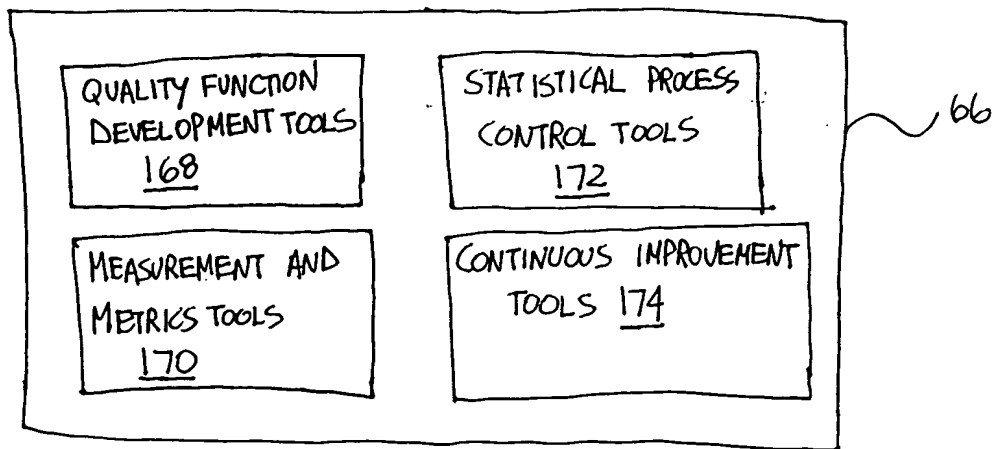 QUALITY FUNCTION
DEVELOPMENT TOOLS
168
STATISTICAL PROCESS
CONTROL TOOLS
172
66
MEASUREMENT AND
METRICS TOOLS
170
CONTINUOUS IMPROVEMENT
TOOLS 174